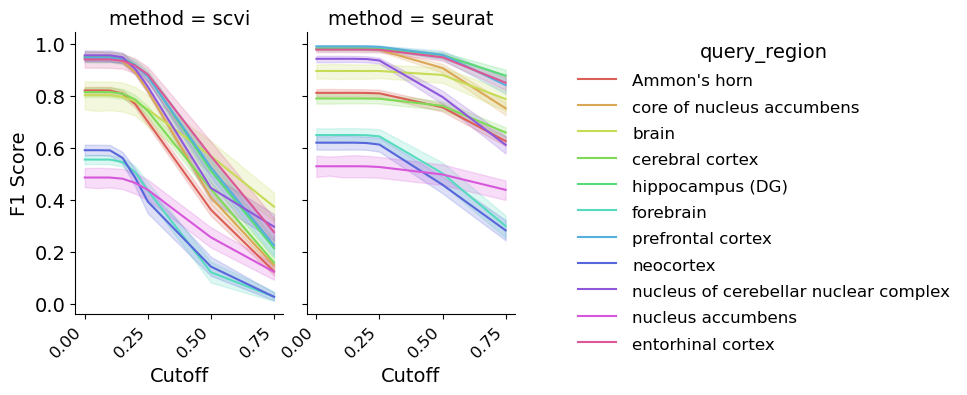 method = scvi
method = seurat
F1 Score
1.0
0.8
0.6
0.4
0.2
0.0
0.00
0.25
0.50
0.75
0.00
0.25
0.50
0.75
Cutoff
Cutoff
query_region
Ammon's horn
core of nucleus accumbens
brain
cerebral cortex
hippocampus (DG)
forebrain
prefrontal cortex
neocortex
nucleus of cerebellar nuclear complex
nucleus accumbens
entorhinal cortex